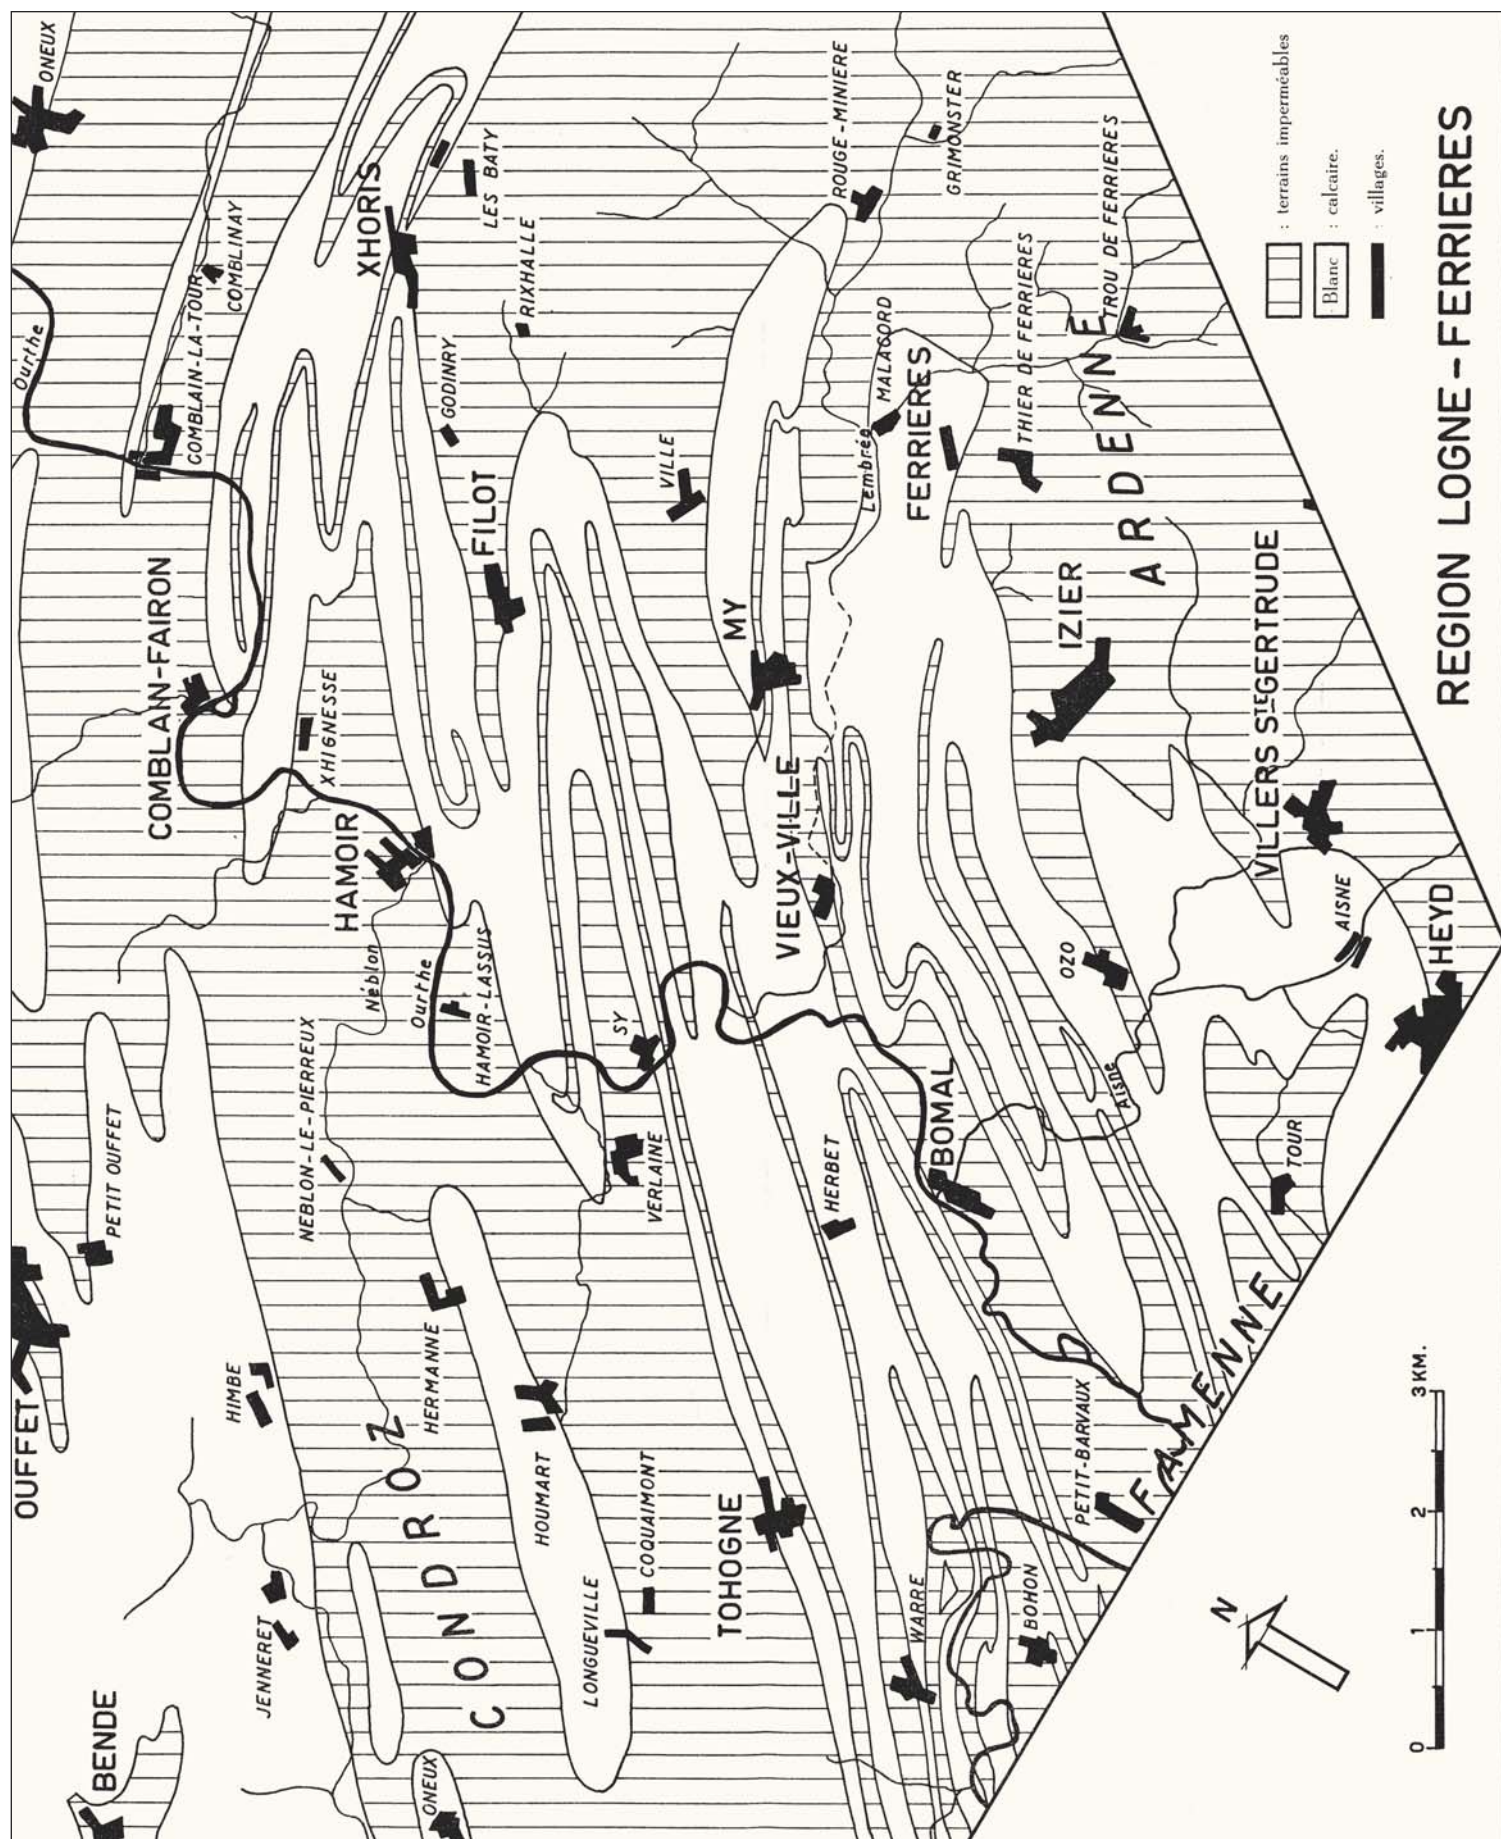 REGION LOGNE-FERRIERES
: terrains imperméables
Blanc
: calcaire.
: villages.
ONEUX
Ourthe
COMBLAIN-LA-TOUR
COMBLINAY
XHORIS
LES BATY
RIXHALLE
GODINRY
ROUGE-MINIERE
GRIMONSTER
TROU DE FERRIERES
THIER DE FERRIERES
MALACORD
Lembrée
FERRIERES
ARDENNE
VILLE
FILOT
COMBLAIN-FAIRON
XHIGNESSE
MY
IZIER
VILLERS STE GERTRUDE
HAMOIR
VIEUX-VILLE
Néblon
Ourthe
HAMOIR-LASSUS
SY
OZO
AISNE
HEYD
NEBLON-LE-PIERREUX
PETIT OUFFET
VERLAINE
HERBET
BOMAL
Aisne
TOUR
OUFFET
HIMBE
HERMANNE
CONDROZ
HOUMART
COQUAIMONT
TOHOGNE
PETIT-BARVAUX
FAMENNE
JENNERET
LONGUEVILLE
WARRE
BOHON
BENDE
ONEUX
N
0 1 2 3 KM.